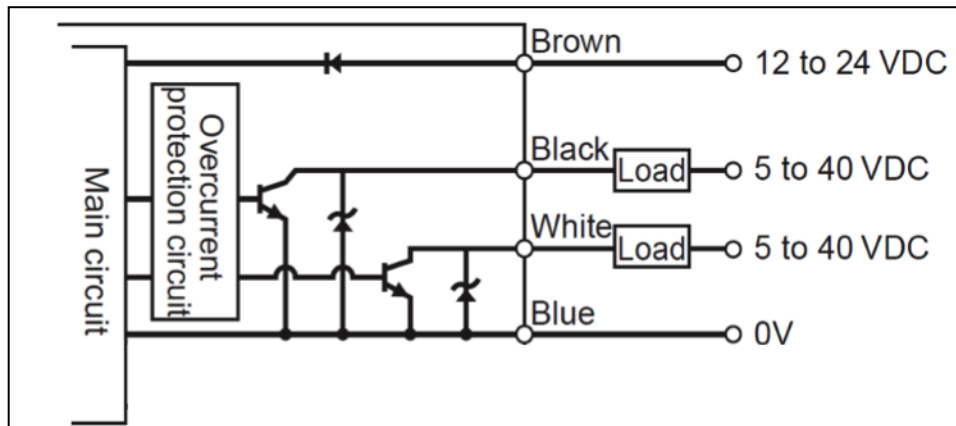 Brown
12 to 24 VDC
Overcurrent
protection circuit
Main circuit
Black
Load
5 to 40 VDC
White
Load
5 to 40 VDC
Blue
0V